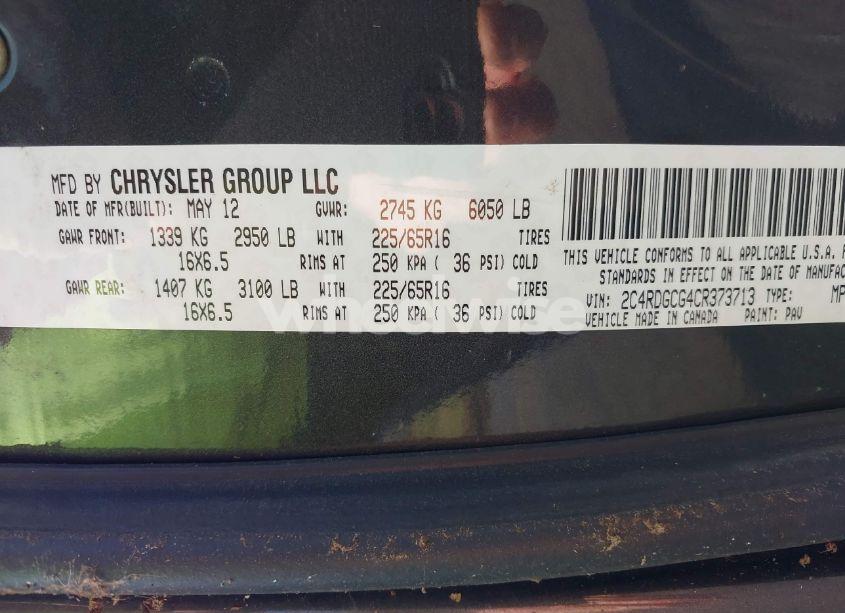 MFD BY CHRYSLER GROUP LLC
DATE OF MFR(BUILT): MAY 12 GVWR: 2745 KG 6050 LB
GAWR FRONT: 1339 KG 2950 LB WITH 225/65R16 TIRES
16X6.5 RIMS AT 250 KPA ( 36 PSI) COLD
GAWR REAR: 1407 KG 3100 LB WITH 225/65R16 TIRES
16X6.5 RIMS AT 250 KPA ( 36 PSI) COLD
THIS VEHICLE CONFORMS TO ALL APPLICABLE U.S.A. F
STANDARDS IN EFFECT ON THE DATE OF MANUFAC
VIN: 2C4RDGCG4CR373713 TYPE: MP
VEHICLE MADE IN CANADA PAINT: PAU
wheelwise